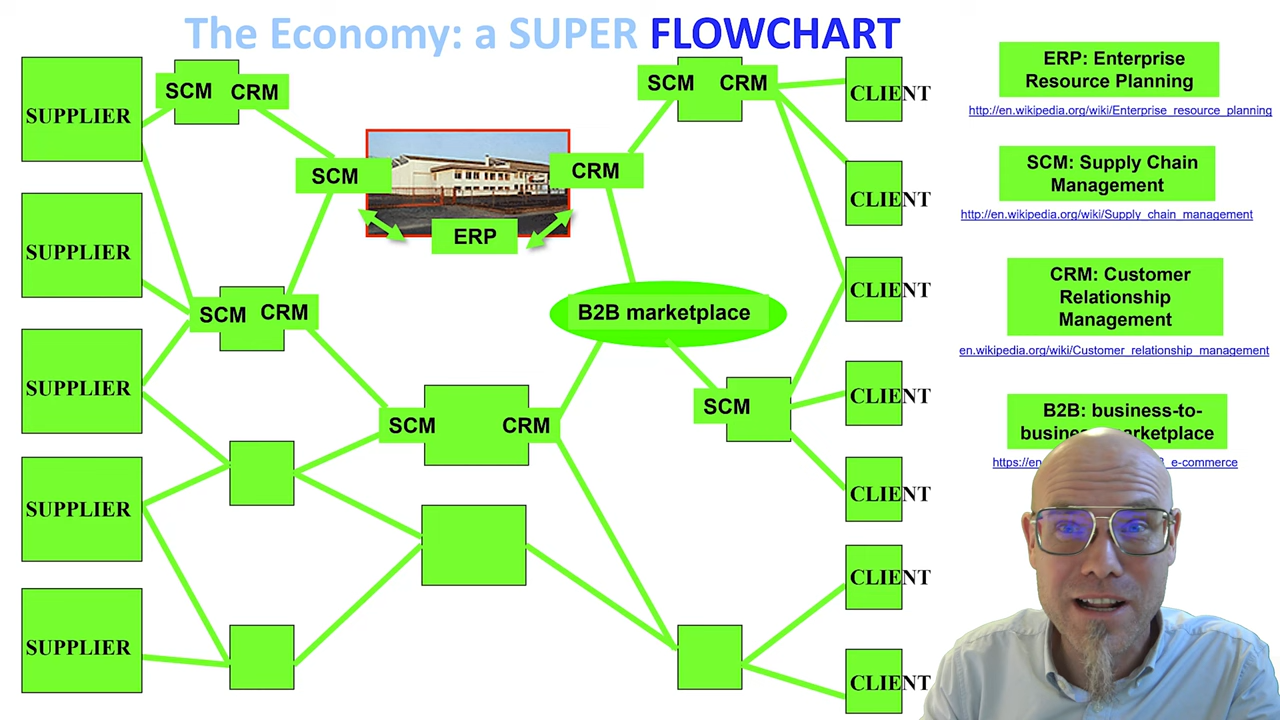 The Economy: a SUPER FLOWCHART
SUPPLIER
SUPPLIER
SUPPLIER
SUPPLIER
SUPPLIER
SCM CRM
SCM
CRM
ERP
SCM CRM
SCM CRM
B2B marketplace
SCM CRM
SCM
CLIENT
CLIENT
CLIENT
CLIENT
CLIENT
CLIENT
CLIENT
ERP: Enterprise
Resource Planning
http://en.wikipedia.org/wiki/Enterprise_resource_planning
SCM: Supply Chain
Management
http://en.wikipedia.org/wiki/Supply_chain_management
CRM: Customer
Relationship
Management
en.wikipedia.org/wiki/Customer_relationship_management
B2B: business-to-
marketplace
https://en
e-commerce